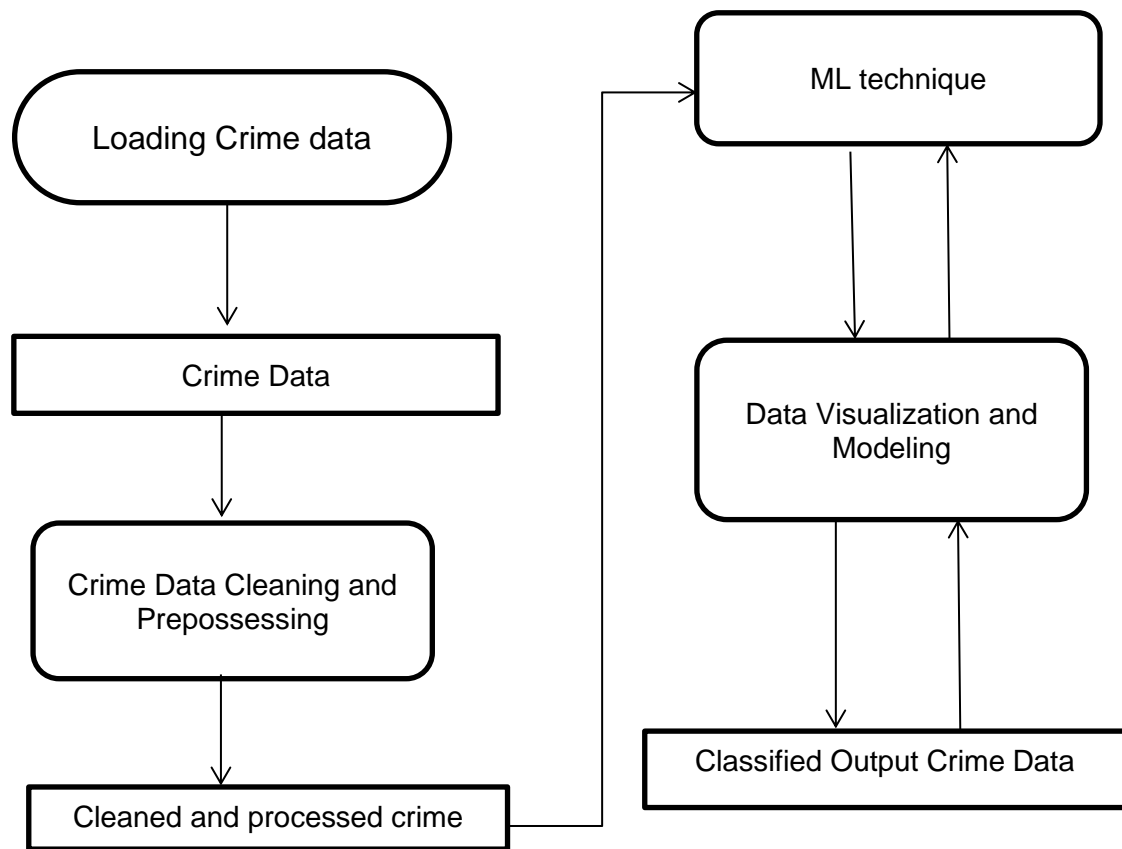 Loading Crime data
Crime Data
Crime Data Cleaning and
Prepossessing
Cleaned and processed crime
ML technique
Data Visualization and
Modeling
Classified Output Crime Data